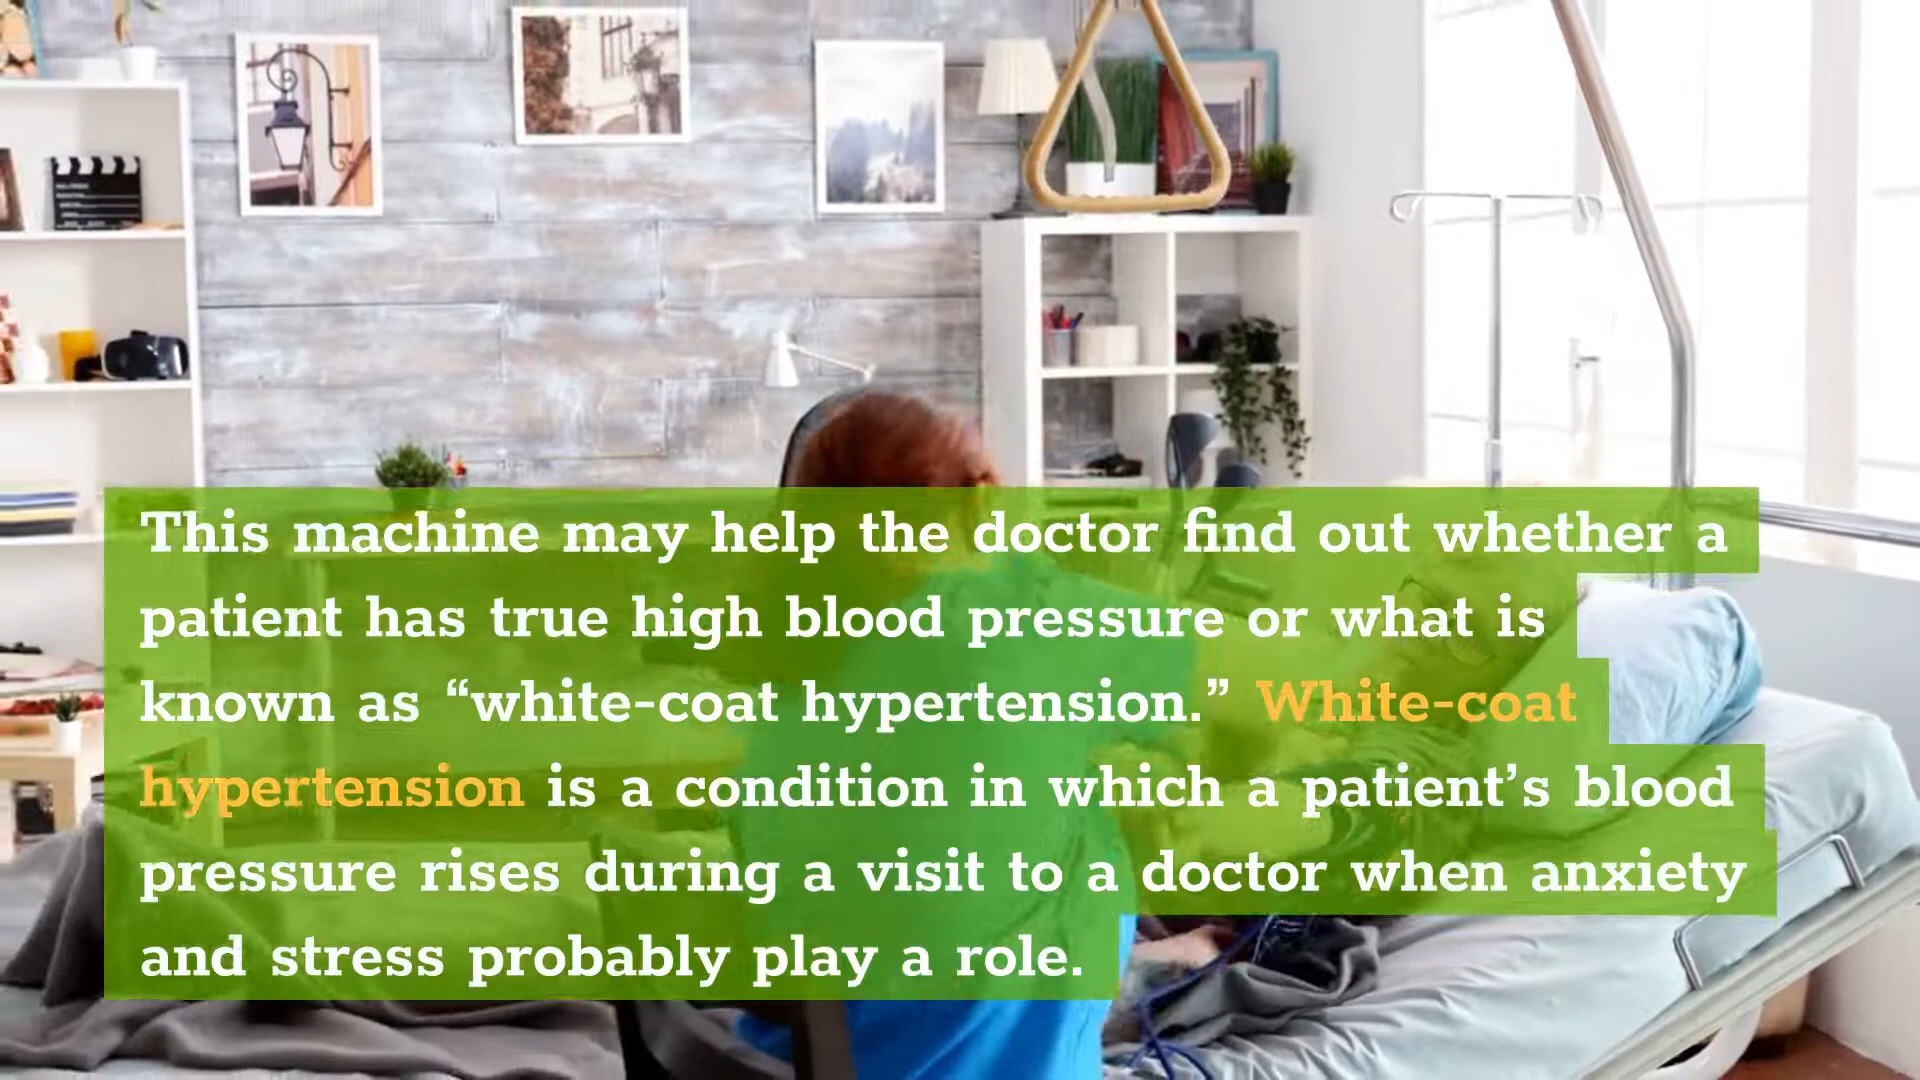 This machine may help the doctor find out whether a
patient has true high blood pressure or what is
known as “white-coat hypertension.” White-coat
hypertension is a condition in which a patient’s blood
pressure rises during a visit to a doctor when anxiety
and stress probably play a role.